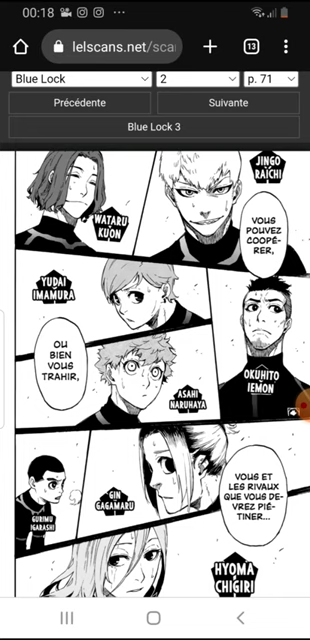 00:18
13
lelscans.net/sca
Blue Lock
2
p. 71
Précédente
Suivante
Blue Lock 3
JINGO
RAÏCHI
WATARU
KUON
VOUS
POUVEZ
COOPÉ-
RER,
YUDAI
IMAMURA
OKUHITO
IEMON
OU
BIEN
VOUS
TRAHIR,
ASAHI
NARUHAYA
GURIMU
IGARASHI
GIN
GAGAMARU
VOUS ET
LES RIVAUX
QUE VOUS DE-
VREZ PIÉ-
TINER...
HYOMA
CHIGIRI